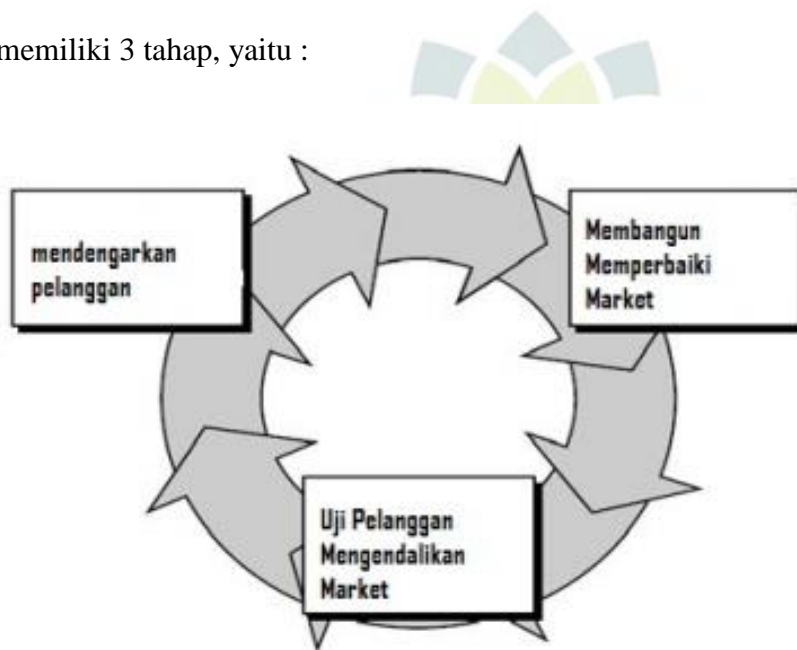 memiliki 3 tahap, yaitu :
mendengarkan
pelanggan
Membangun
Memperbaiki
Market
Uji Pelanggan
Mengendalikan
Market